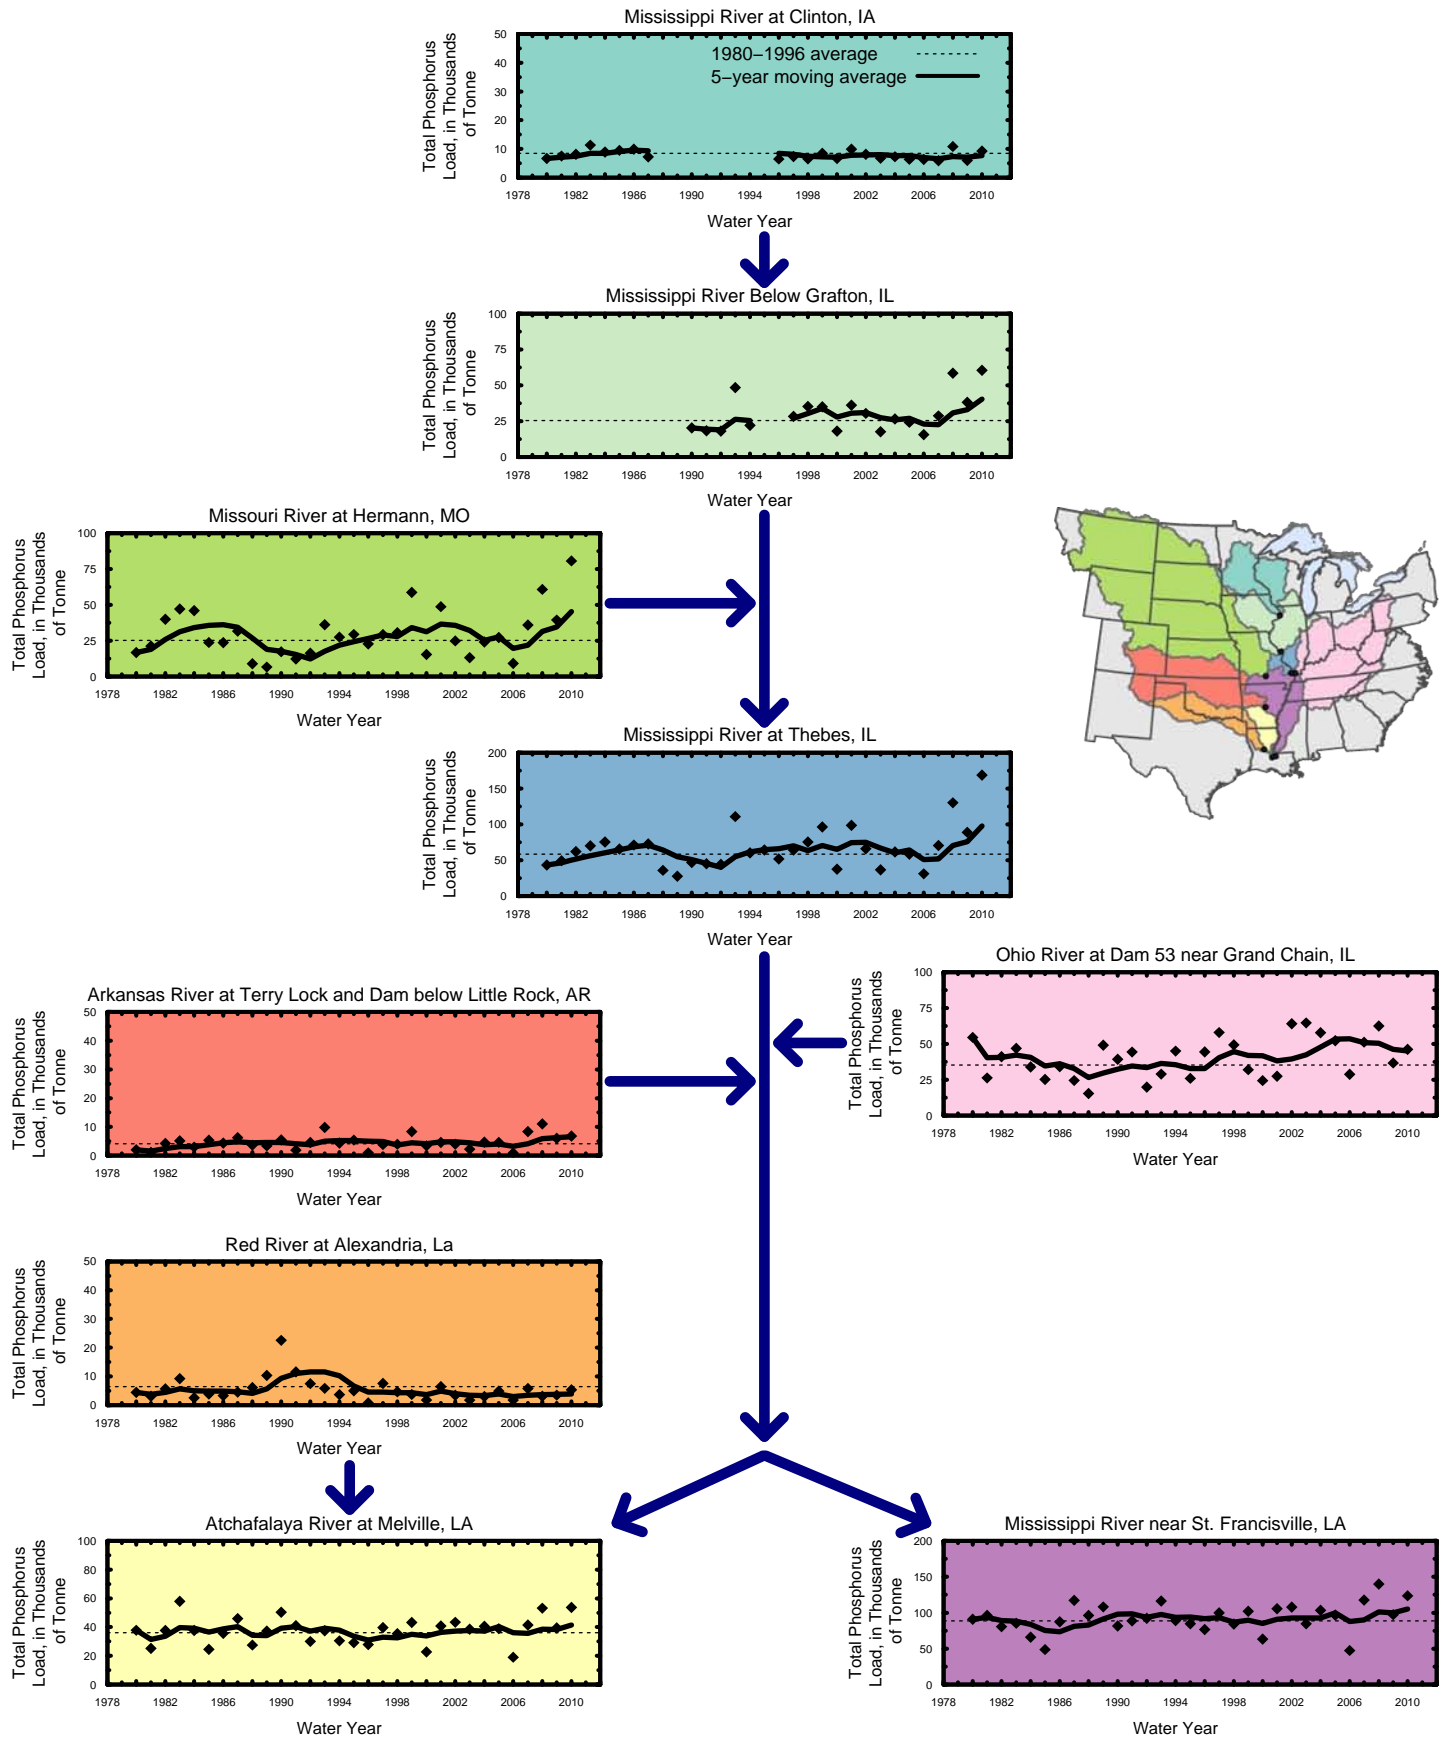 Mississippi River at Clinton, IA
Total Phosphorus
Load, in Thousands
of Tonne
50
40
30
20
10
0
1980−1996 average
5−year moving average
1978 1982 1986 1990 1994 1998 2002 2006 2010
Water Year
Mississippi River Below Grafton, IL
Total Phosphorus
Load, in Thousands
of Tonne
100
75
50
25
0
1978 1982 1986 1990 1994 1998 2002 2006 2010
Water Year
Missouri River at Hermann, MO
Total Phosphorus
Load, in Thousands
of Tonne
100
75
50
25
0
1978 1982 1986 1990 1994 1998 2002 2006 2010
Water Year
Mississippi River at Thebes, IL
Total Phosphorus
Load, in Thousands
of Tonne
200
150
100
50
0
1978 1982 1986 1990 1994 1998 2002 2006 2010
Water Year
Ohio River at Dam 53 near Grand Chain, IL
Total Phosphorus
Load, in Thousands
of Tonne
100
75
50
25
0
1978 1982 1986 1990 1994 1998 2002 2006 2010
Water Year
Arkansas River at Terry Lock and Dam below Little Rock, AR
Total Phosphorus
Load, in Thousands
of Tonne
50
40
30
20
10
0
1978 1982 1986 1990 1994 1998 2002 2006 2010
Water Year
Red River at Alexandria, La
Total Phosphorus
Load, in Thousands
of Tonne
50
40
30
20
10
0
1978 1982 1986 1990 1994 1998 2002 2006 2010
Water Year
Atchafalaya River at Melville, LA
Total Phosphorus
Load, in Thousands
of Tonne
100
80
60
40
20
0
1978 1982 1986 1990 1994 1998 2002 2006 2010
Water Year
Mississippi River near St. Francisville, LA
Total Phosphorus
Load, in Thousands
of Tonne
200
150
100
50
0
1978 1982 1986 1990 1994 1998 2002 2006 2010
Water Year